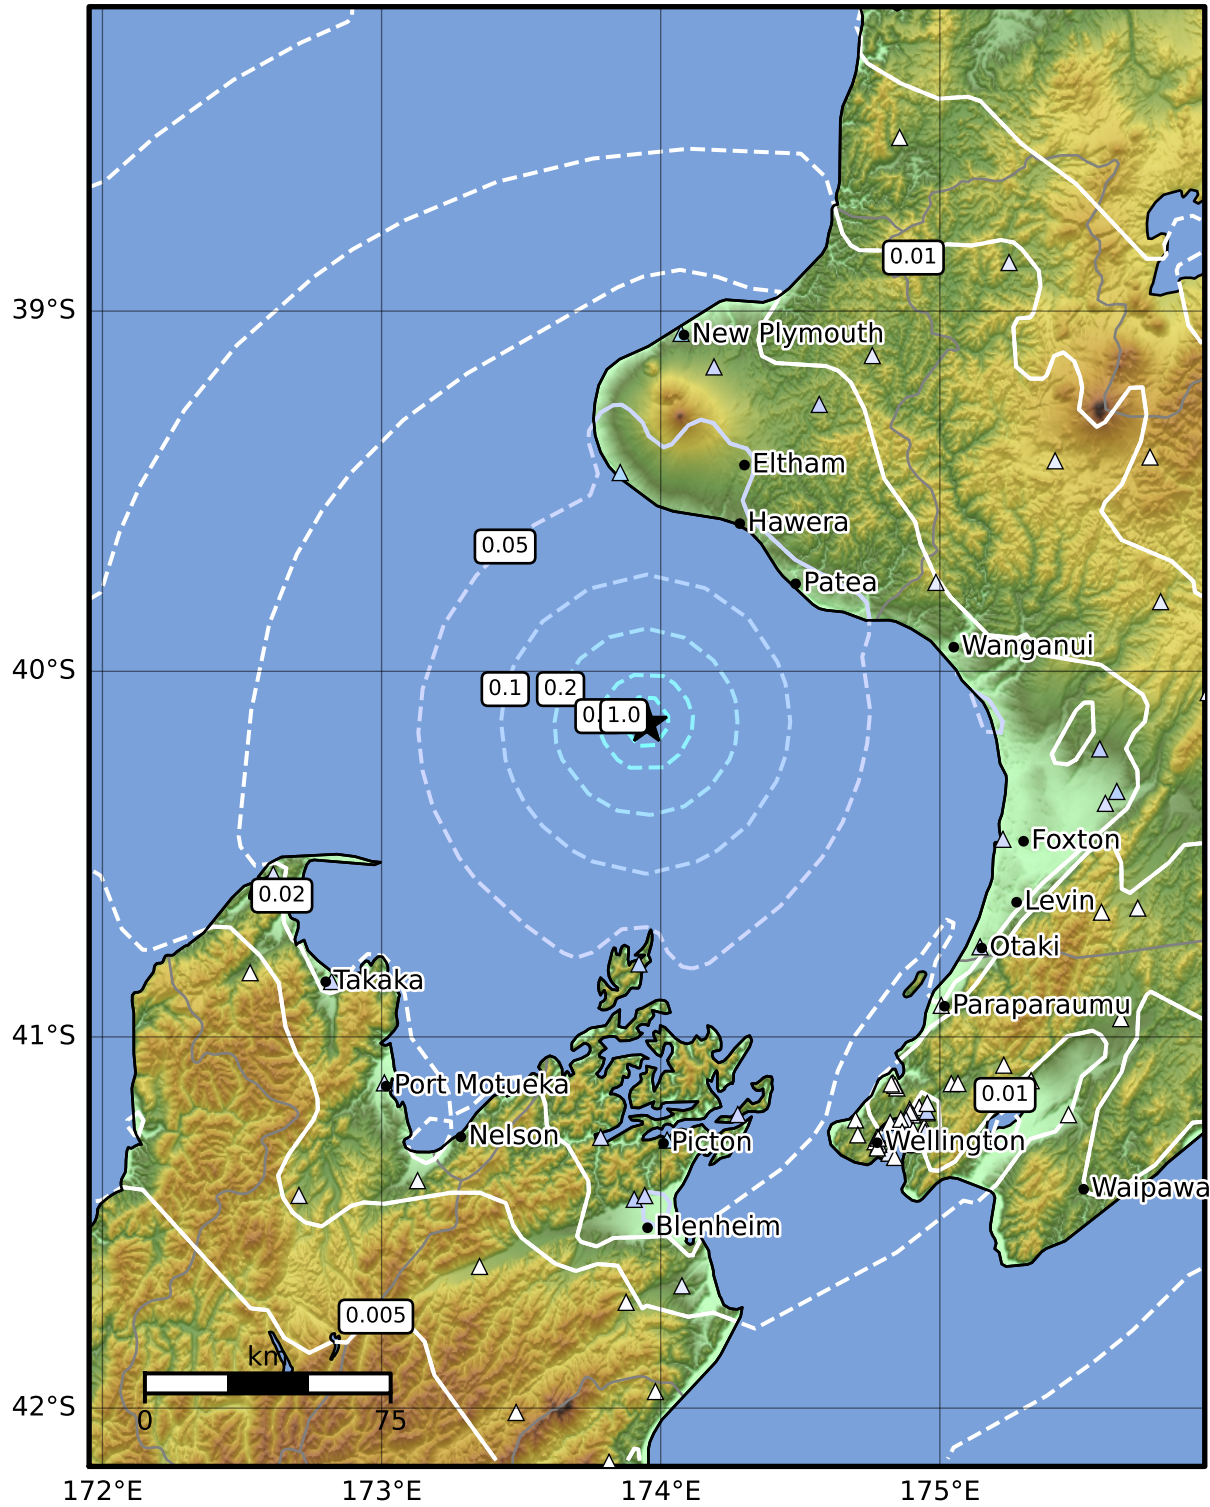 0.01
39°S
New Plymouth
Eltham
Hawera
0.05
Patea
Wanganui
40°S
0.1
0.2
0.
1.0
Foxton
0.02
Levin
Otaki
Takaka
Paraparaumu
41°S
Port Motueka
0.01
Nelson
Picton
Wellington
Waipawa
Blenheim
0.005
km
0
75
42°S
172°E
173°E
174°E
175°E